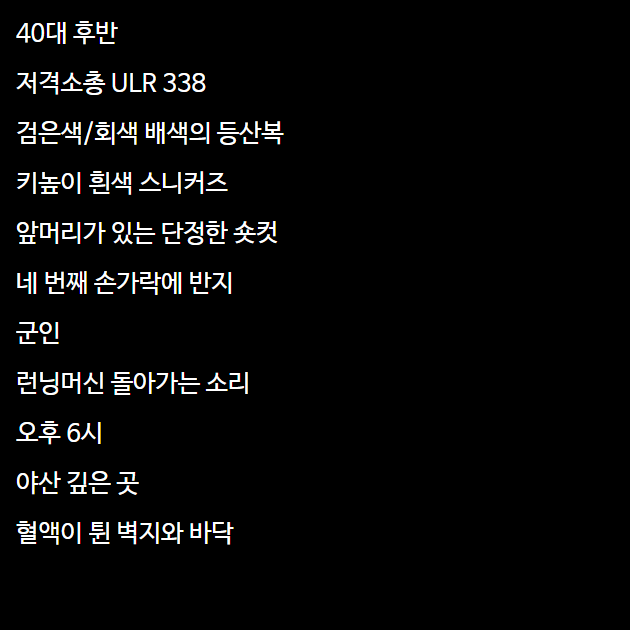 40대 후반
저격소총 ULR 338
검은색/회색 배색의 등산복
키높이 흰색 스니커즈
앞머리가 있는 단정한 숏컷
네 번째 손가락에 반지
군인
런닝머신 돌아가는 소리
오후 6시
야산 깊은 곳
혈액이 튄 벽지와 바닥